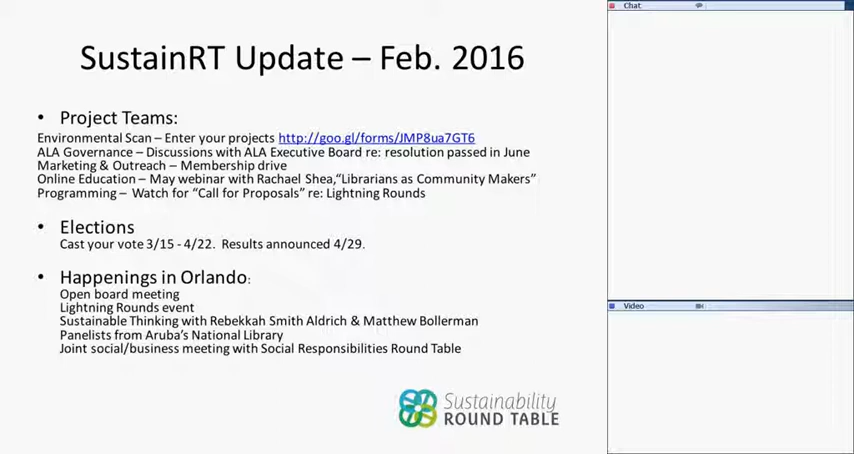 Chat
SustainRT Update – Feb. 2016
• Project Teams:
Environmental Scan – Enter your projects http://goo.gl/forms/JMP8ua7GT6
ALA Governance – Discussions with ALA Executive Board re: resolution passed in June
Marketing & Outreach – Membership drive
Online Education – May webinar with Rachael Shea,“Librarians as Community Makers”
Programming – Watch for “Call for Proposals” re: Lightning Rounds
• Elections
Cast your vote 3/15 - 4/22. Results announced 4/29.
• Happenings in Orlando:
Open board meeting
Lightning Rounds event
Sustainable Thinking with Rebekkah Smith Aldrich & Matthew Bollerman
Panelists from Aruba’s National Library
Joint social/business meeting with Social Responsibilities Round Table
Sustainability
ROUND TABLE
Video